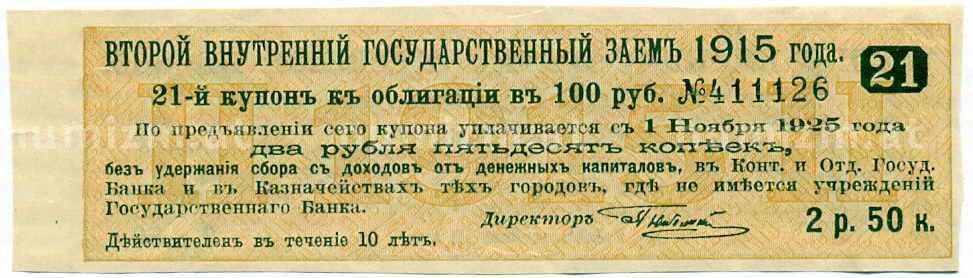 ВТОРОЙ ВНУТРЕННІЙ ГОСУДАРСТВЕННЫЙ ЗАЕМЪ 1915 года.
21
21-й купонъ къ облигаціи въ 100 руб. №411126
По предъявленіи сего купона уплачивается съ 1 Ноября 1925 года
два рубля пятьдесятъ копѣекъ,
безъ удержанія сбора съ доходовъ отъ денежныхъ капиталовъ, въ Конт. и Отд. Госуд.
Банка и въ Казначействахъ тѣхъ городовъ, гдѣ не имѣется учрежденій
Государственнаго Банка.
Директоръ
2 р. 50 к.
Дѣйствителенъ въ теченіе 10 лѣтъ.